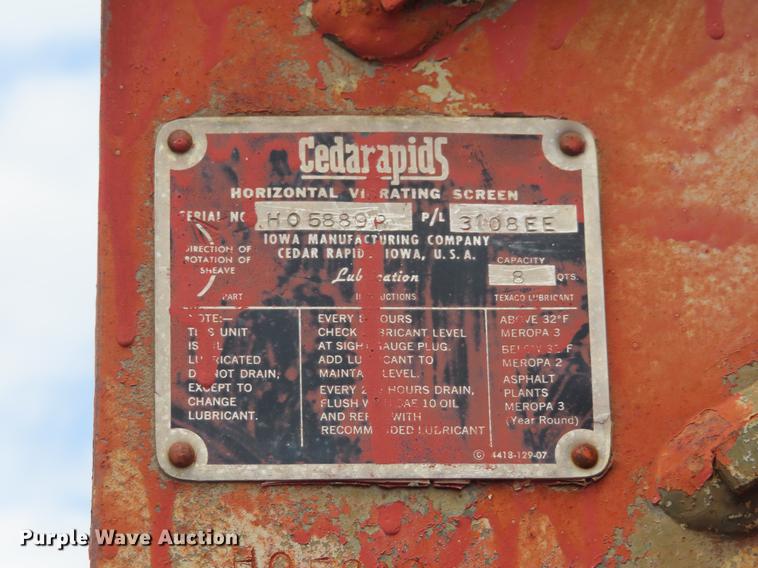 Cedarapids
HORIZONTAL VIBRATING SCREEN
SERIAL NO. HO5889 P/L 3108EE
IOWA MANUFACTURING COMPANY
CEDAR RAPIDS IOWA, U.S.A.
DIRECTION OF
ROTATION OF
SHEAVE
CAPACITY
8 QTS.
Lubrication
PART INSTRUCTIONS TEXACO LUBRICANT
NOTE:—
THIS UNIT
IS OIL
LUBRICATED
DO NOT DRAIN,
EXCEPT TO
CHANGE
LUBRICANT.
EVERY 8 HOURS
CHECK LUBRICANT LEVEL
AT SIGHT GAUGE PLUG.
ADD LUBRICANT TO
MAINTAIN LEVEL.
EVERY HOURS DRAIN,
FLUSH WITH SAE 10 OIL
AND REFILL WITH
RECOMMENDED LUBRICANT
ABOVE 32°F
MEROPA 3
BELOW 32°F
MEROPA 2
ASPHALT
PLANTS
MEROPA 3
(Year Round)
© 4418-129-07
Purple Wave Auction